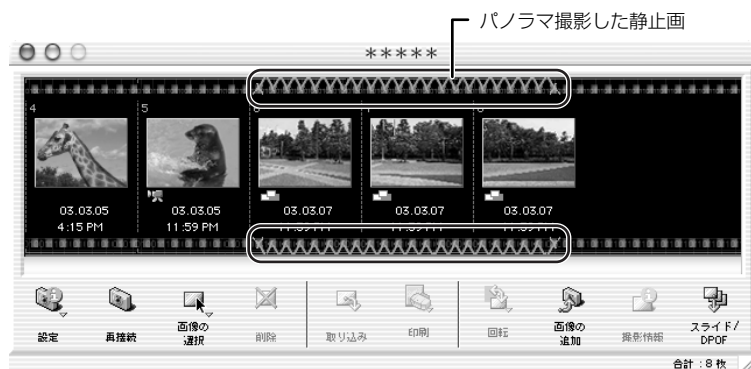 パノラマ撮影した静止画
*****
4
5
03.03.05
4:15 PM
03.03.05
11:59 PM
03.03.07
03.03.07
03.03.07
設定
再接続
画像の
選択
削除
取り込み
印刷
回転
画像の
追加
撮影情報
スライド/
DPOF
合計:8枚